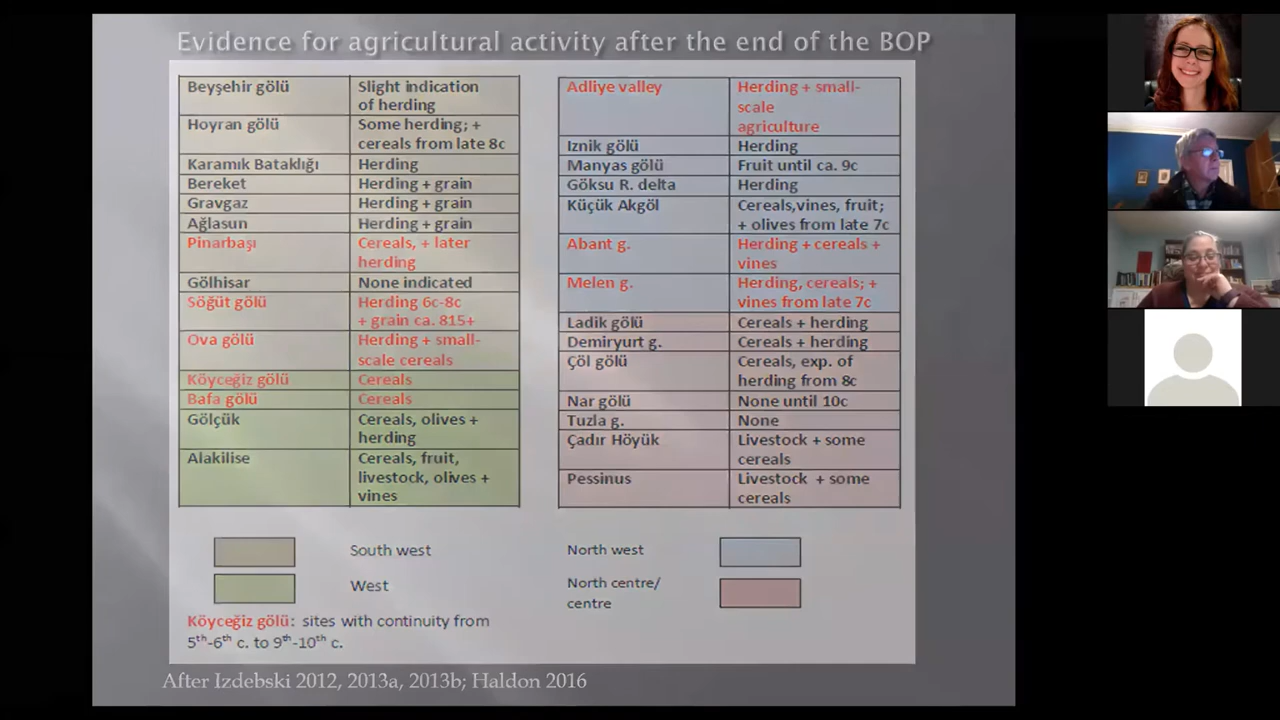 Evidence for agricultural activity after the end of the BOP
Beyşehir gölü
Slight indication
of herding
Hoyran gölü
Some herding; +
cereals from late 8c
Karamık Bataklığı
Herding
Bereket
Herding + grain
Gravgaz
Herding + grain
Ağlasun
Herding + grain
Pinarbaşı
Cereals, + later
herding
Gölhisar
None indicated
Söğüt gölü
Herding 6c-8c
+ grain ca. 815+
Ova gölü
Herding + small-
scale cereals
Köyceğiz gölü
Cereals
Bafa gölü
Cereals
Gölçük
Cereals, olives +
herding
Alakilise
Cereals, fruit,
livestock, olives +
vines
Adliye valley
Herding + small-
scale
agriculture
Iznik gölü
Herding
Manyas gölü
Fruit until ca. 9c
Göksu R. delta
Herding
Küçük Akgöl
Cereals,vines, fruit;
+ olives from late 7c
Abant g.
Herding + cereals +
vines
Melen g.
Herding, cereals; +
vines from late 7c
Ladik gölü
Cereals + herding
Demiryurt g.
Cereals + herding
Çöl gölü
Cereals, exp. of
herding from 8c
Nar gölü
None until 10c
Tuzla g.
None
Çadır Höyük
Livestock + some
cereals
Pessinus
Livestock + some
cereals
South west
West
North west
North centre/
centre
Köyceğiz gölü: sites with continuity from
5th-6th c. to 9th-10th c.
After Izdebski 2012, 2013a, 2013b; Haldon 2016